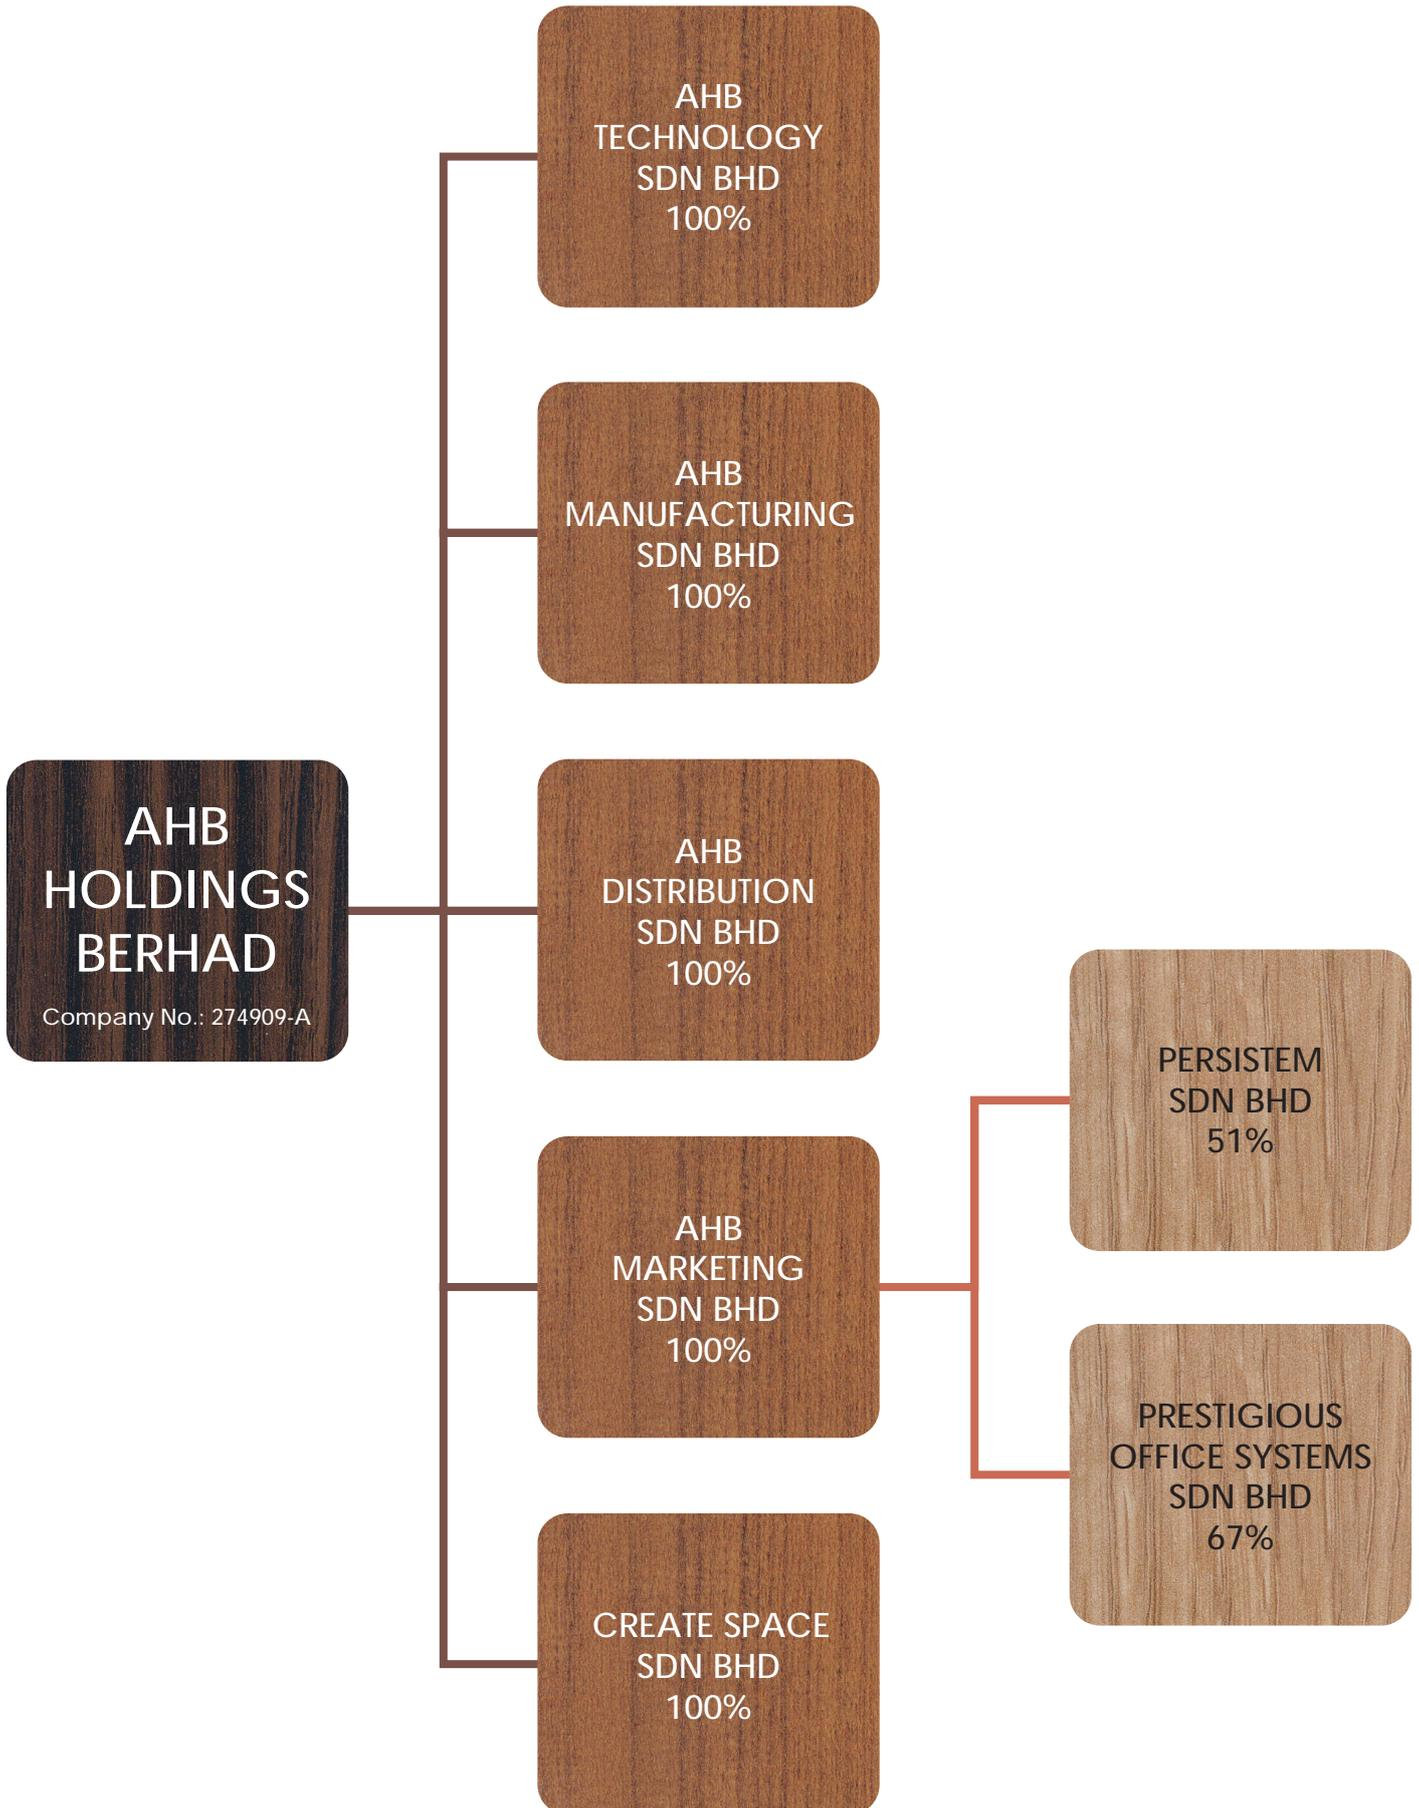 AHB
TECHNOLOGY
SDN BHD
100%
AHB
MANUFACTURING
SDN BHD
100%
AHB
HOLDINGS
BERHAD
Company No.: 274909-A
AHB
DISTRIBUTION
SDN BHD
100%
PERSISTEM
SDN BHD
51%
AHB
MARKETING
SDN BHD
100%
PRESTIGIOUS
OFFICE SYSTEMS
SDN BHD
67%
CREATE SPACE
SDN BHD
100%